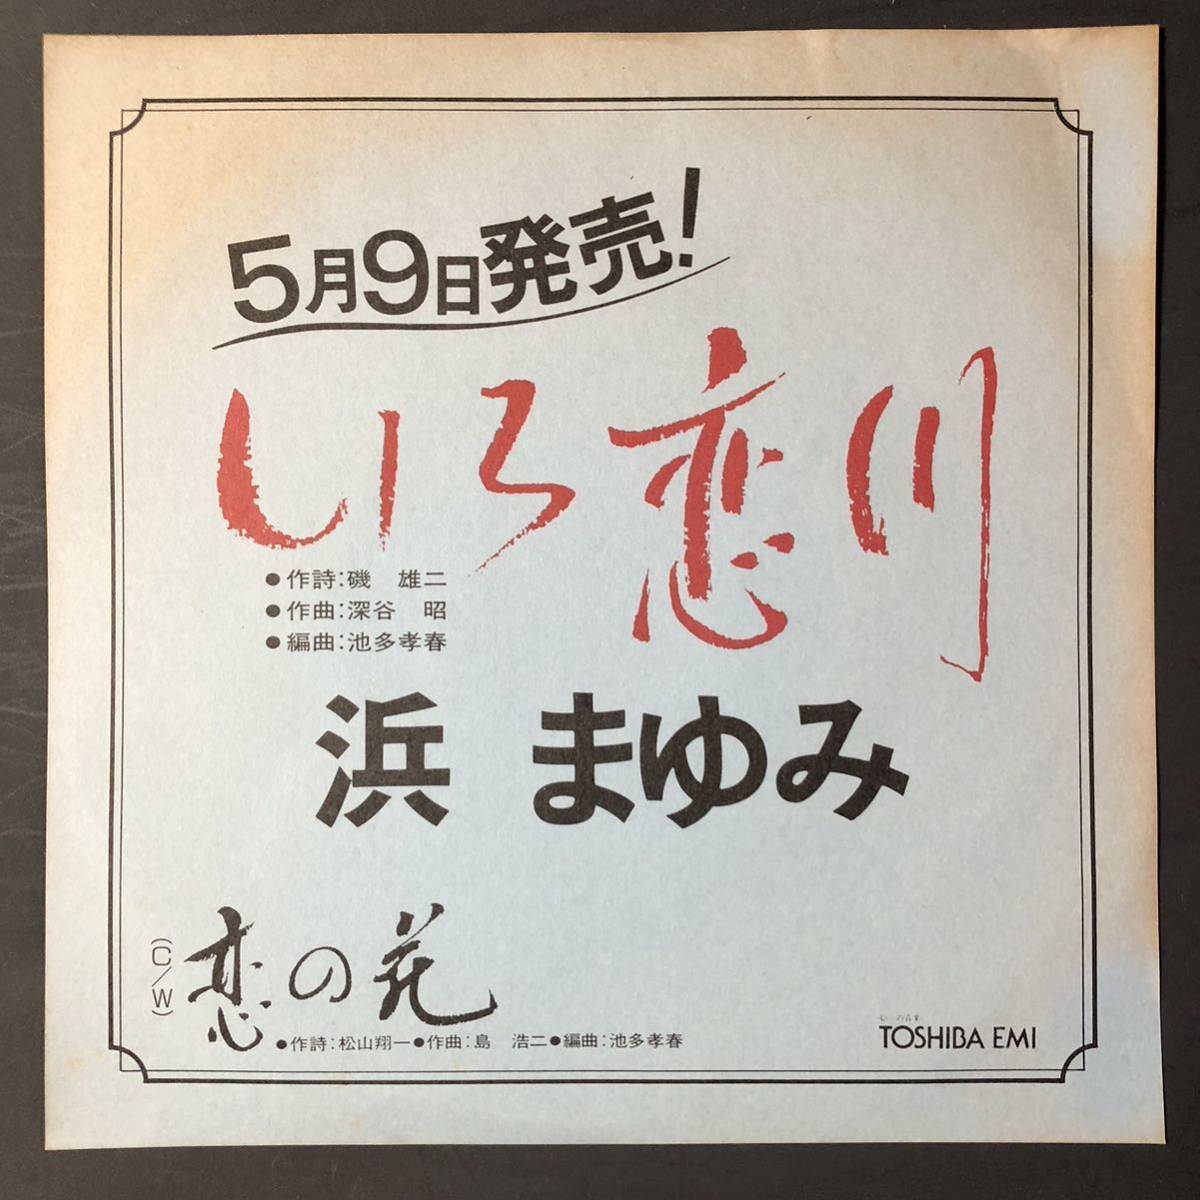 5月9日発売!
いろ恋川
●作詩:磯 雄二
●作曲:深谷 昭
●編曲:池多孝春
浜 まゆみ
(C/W) 恋の花
●作詩:松山翔一●作曲:島 浩二●編曲:池多孝春
TOSHIBA EMI